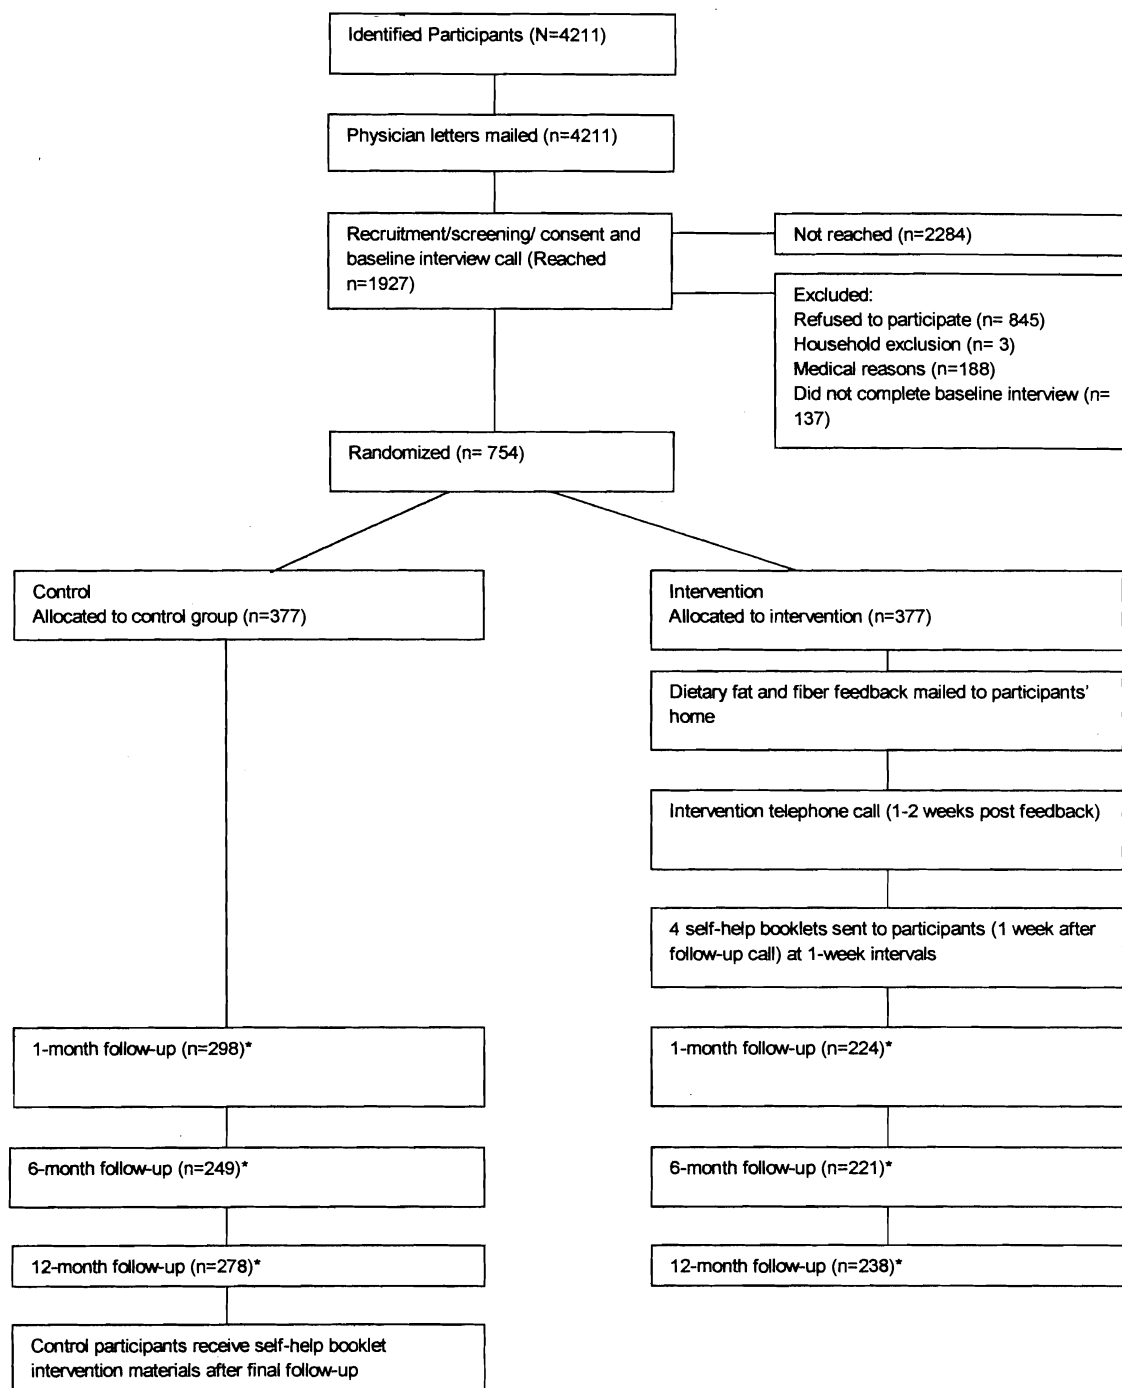 Identified Participants (N=4211)
Physician letters mailed (n=4211)
Recruitment/screening/ consent and
baseline interview call (Reached
n=1927)
Not reached (n=2284)
Excluded:
Refused to participate (n= 845)
Household exclusion (n= 3)
Medical reasons (n=188)
Did not complete baseline interview (n=
137)
Randomized (n= 754)
Control
Allocated to control group (n=377)
Intervention
Allocated to intervention (n=377)
Dietary fat and fiber feedback mailed to participants'
home
Intervention telephone call (1-2 weeks post feedback)
4 self-help booklets sent to participants (1 week after
follow-up call) at 1-week intervals
1-month follow-up (n=298)*
1-month follow-up (n=224)*
6-month follow-up (n=249)*
6-month follow-up (n=221)*
12-month follow-up (n=278)*
12-month follow-up (n=238)*
Control participants receive self-help booklet
intervention materials after final follow-up